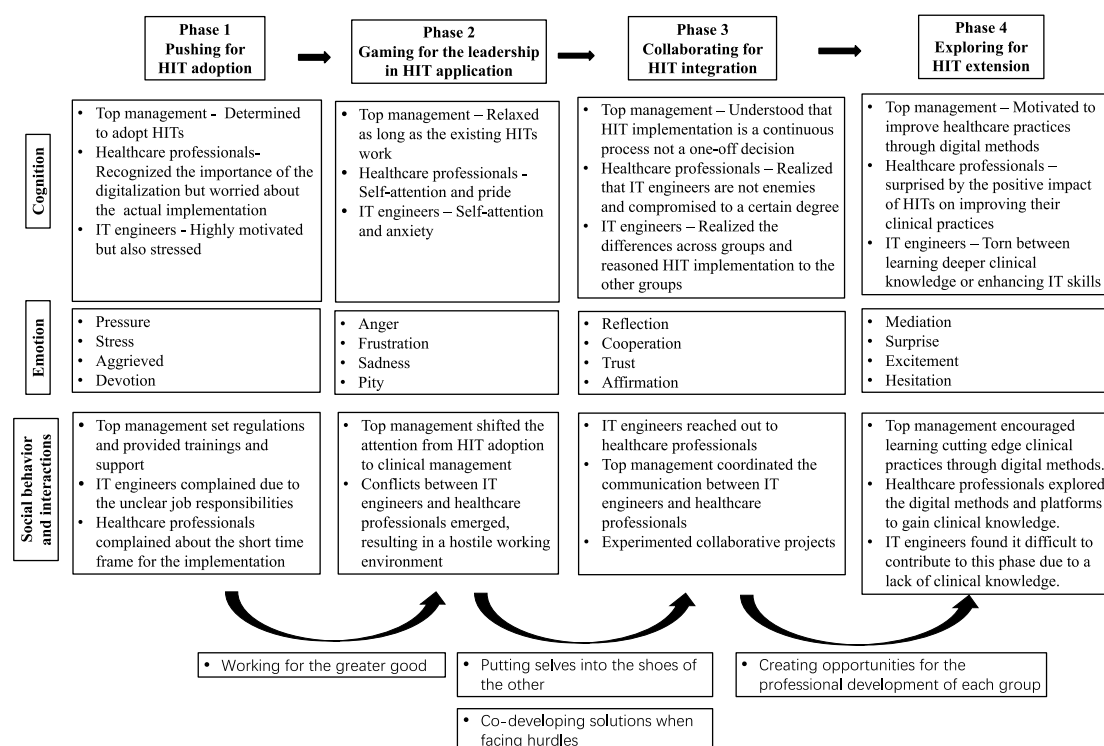 Phase 1
Pushing for
HIT adoption
Phase 2
Gaming for the leadership
in HIT application
Phase 3
Collaborating for
HIT integration
Phase 4
Exploring for
HIT extension
Cognition
• Top management - Determined
to adopt HITs
• Healthcare professionals-
Recognized the importance of the
digitalization but worried about
the actual implementation
• IT engineers - Highly motivated
but also stressed
• Top management – Relaxed
as long as the existing HITs
work
• Healthcare professionals -
Self-attention and pride
• IT engineers – Self-attention
and anxiety
• Top management – Understood that
HIT implementation is a continuous
process not a one-off decision
• Healthcare professionals – Realized
that IT engineers are not enemies
and compromised to a certain
degree
• IT engineers – Realized the
differences across groups and
reasoned HIT implementation to the
other groups
• Top management – Motivated to
improve healthcare practices
through digital methods
• Healthcare professionals –
surprised by the positive impact
of HITs on improving their
clinical practices
• IT engineers – Torn between
learning deeper clinical
knowledge or enhancing IT skills
Emotion
• Pressure
• Stress
• Aggrieved
• Devotion
• Anger
• Frustration
• Sadness
• Pity
• Reflection
• Cooperation
• Trust
• Affirmation
• Mediation
• Surprise
• Excitement
• Hesitation
Social behavior
and interactions
• Top management set regulations
and provided trainings and
support
• IT engineers complained due to
the unclear job responsibilities
• Healthcare professionals
complained about the short time
frame for the implementation
• Top management shifted the
attention from HIT adoption
to clinical management
• Conflicts between IT
engineers and healthcare
professionals emerged,
resulting in a hostile working
environment
• IT engineers reached out to
healthcare professionals
• Top management coordinated the
communication between IT
engineers and healthcare
professionals
• Experimented collaborative projects
• Top management encouraged
learning cutting edge clinical
practices through digital methods.
• Healthcare professionals explored
the digital methods and platforms
to gain clinical knowledge.
• IT engineers found it difficult to
contribute to this phase due to a
lack of clinical knowledge.
• Working for the greater good
• Putting selves into the shoes of
the other
• Co-developing solutions when
facing hurdles
• Creating opportunities for the
professional development of each group